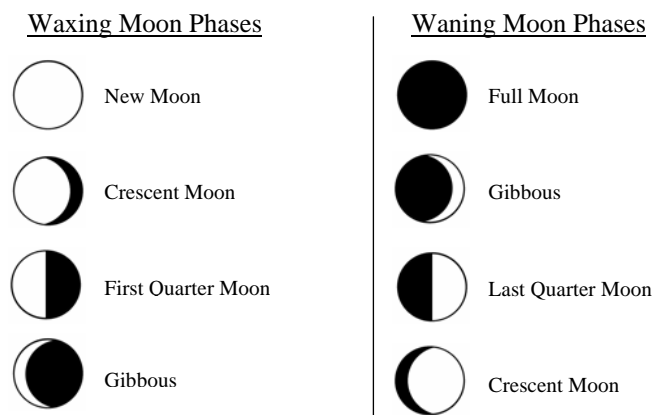 Waxing Moon Phases
New Moon
Crescent Moon
First Quarter Moon
Gibbous
Waning Moon Phases
Full Moon
Gibbous
Last Quarter Moon
Crescent Moon